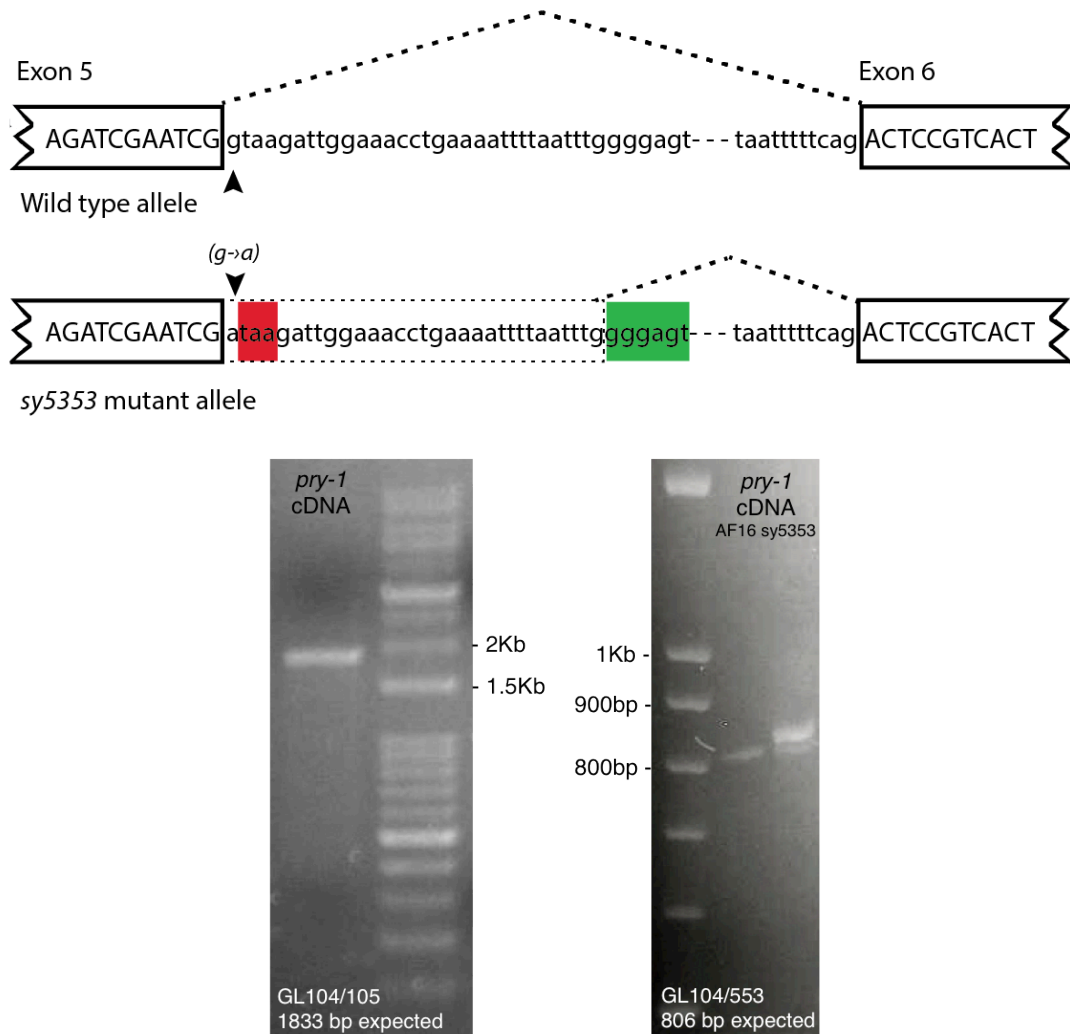 Exon 5
Exon 6
AGATCGAATCG gtaagattggaaacctgaaaattttaatttggggagt- - - taatttttcag ACTCCGTCACT
Wild type allele
(g->a)
AGATCGAATCG ataagattggaaacctgaaaattttaatttggggagt- - - taatttttcag ACTCCGTCACT
sy5353 mutant allele
pry-1
cDNA
- 2Kb
- 1.5Kb
GL104/105
1833 bp expected
pry-1
cDNA
AF16 sy5353
1Kb -
900bp -
800bp -
GL104/553
806 bp expected